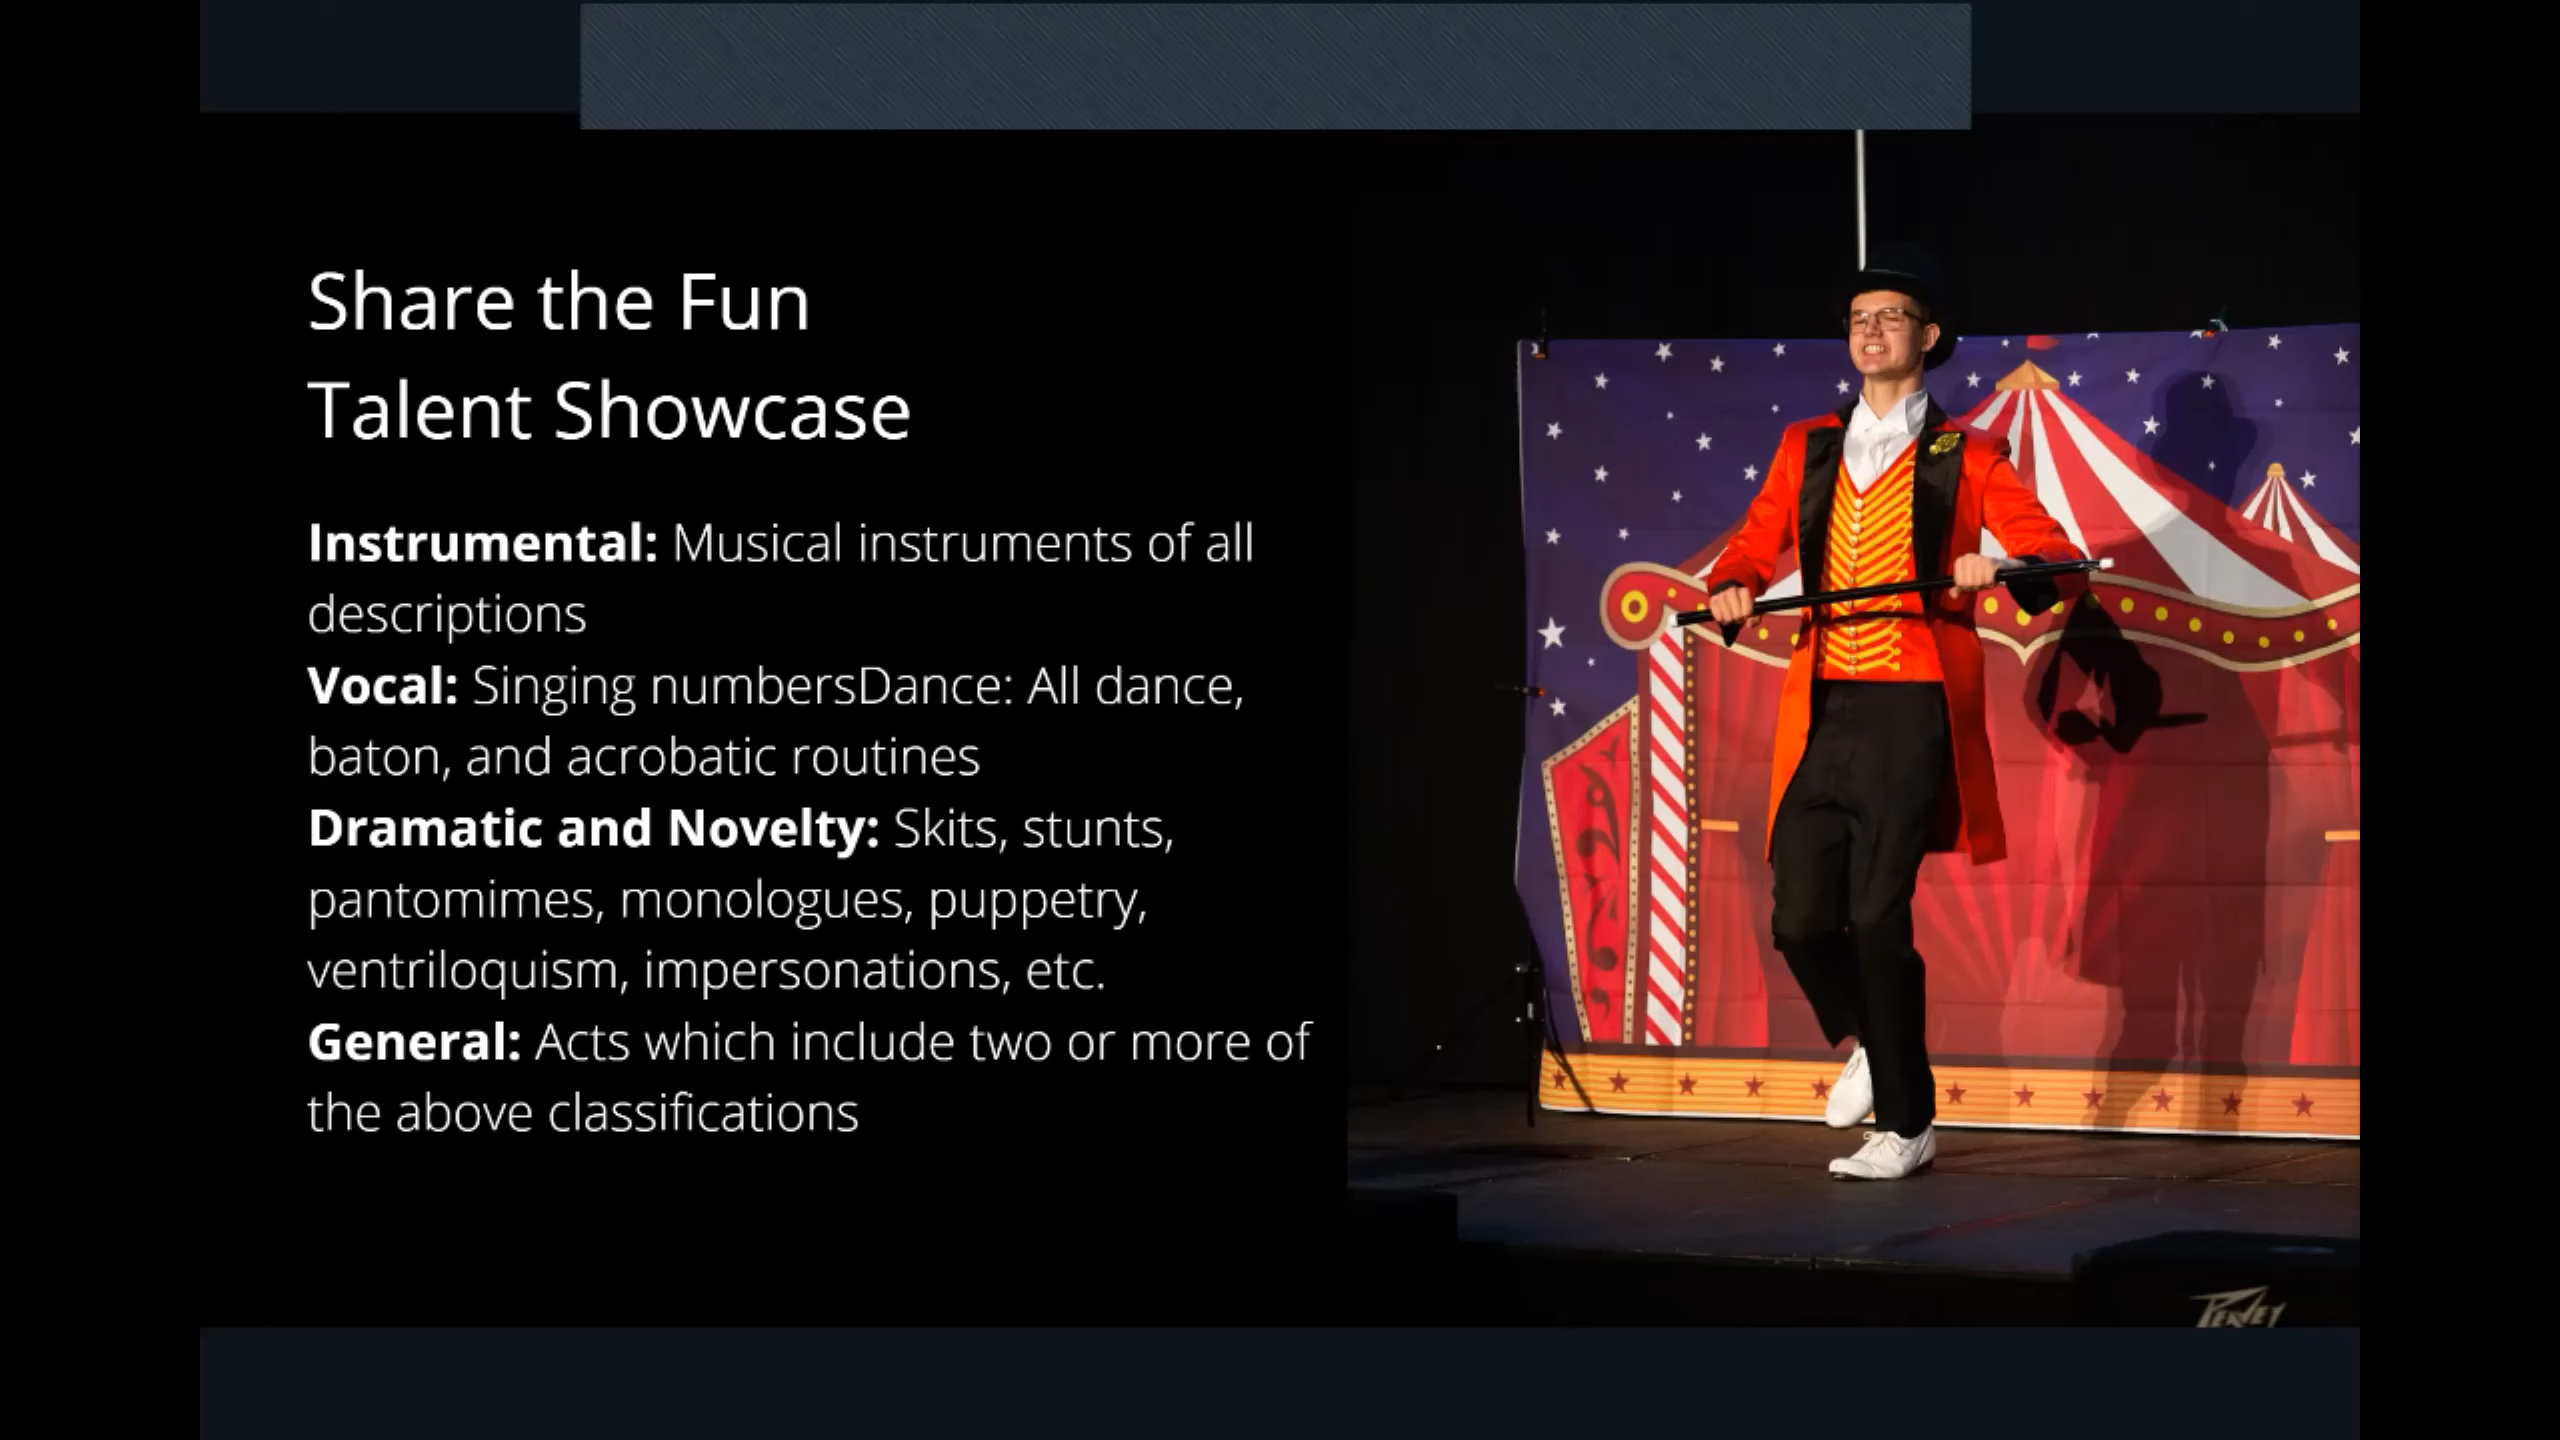 Share the Fun
Talent Showcase
Instrumental: Musical instruments of all
descriptions
Vocal: Singing numbersDance: All dance,
baton, and acrobatic routines
Dramatic and Novelty: Skits, stunts,
pantomimes, monologues, puppetry,
ventriloquism, impersonations, etc.
General: Acts which include two or more of
the above classifications
PEAVEY